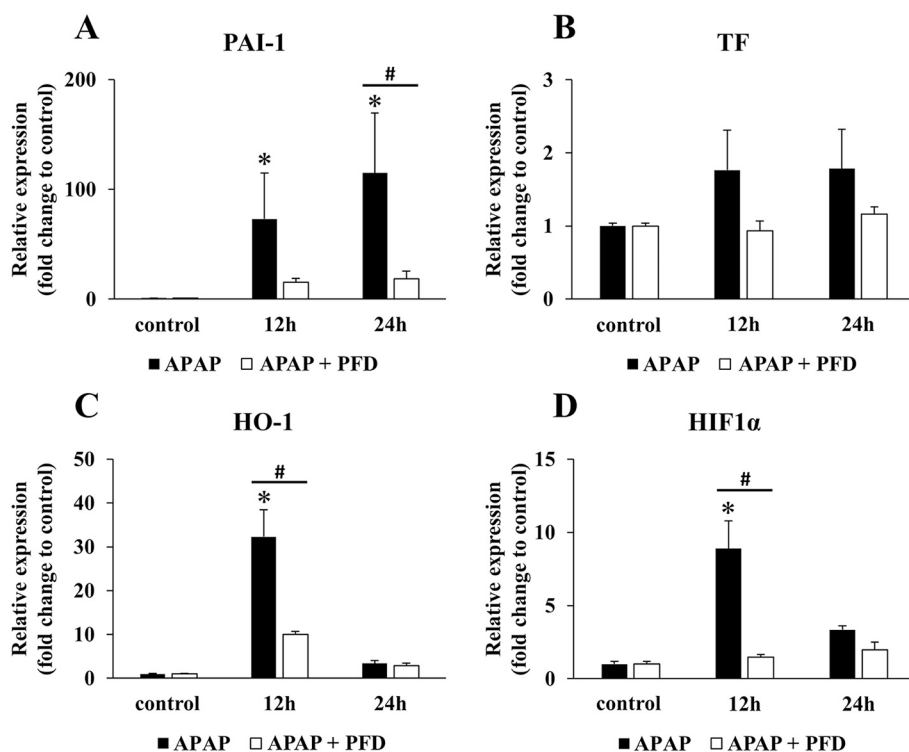 A
PAI-1
Relative expression
(fold change to control)
200
100
0
*
*
#
control
12h
24h
■ APAP □ APAP + PFD
B
TF
Relative expression
(fold change to control)
3
2
1
0
control
12h
24h
■ APAP □ APAP + PFD
C
HO-1
Relative expression
(fold change to control)
50
40
30
20
10
0
#
*
control
12h
24h
■ APAP □ APAP + PFD
D
HIF1α
Relative expression
(fold change to control)
15
10
5
0
#
*
control
12h
24h
■ APAP □ APAP + PFD